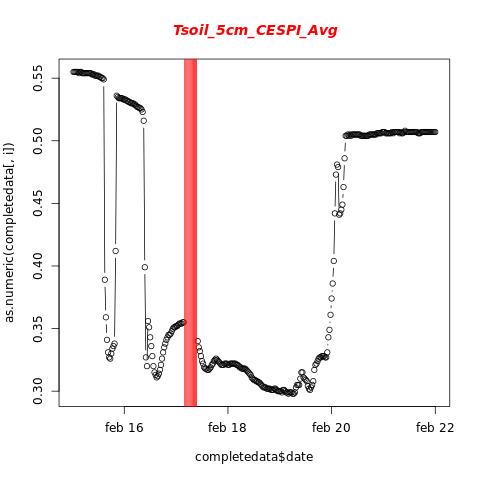 Tsoil_5cm_CESPI_Avg
as.numeric(completedata[, i])
0.55
0.50
0.45
0.40
0.35
0.30
feb 16 feb 18 feb 20 feb 22
completedata$date